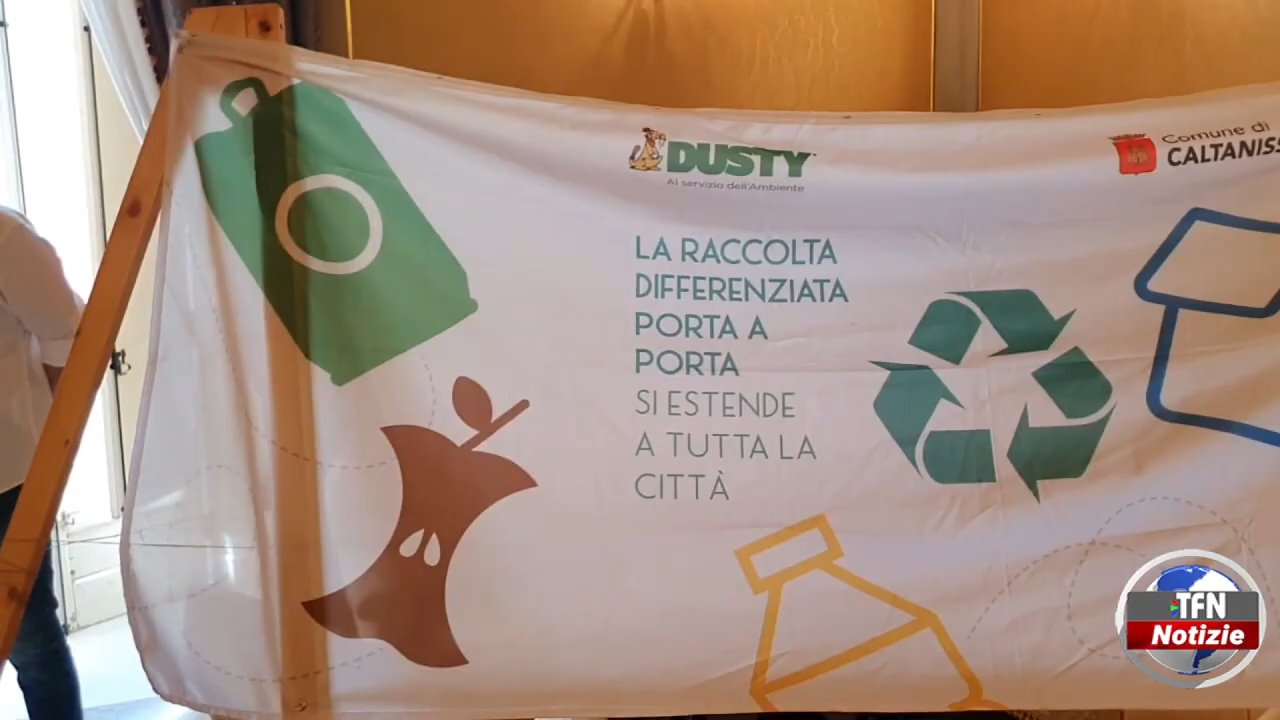 DUSTY
Al servizio dell'Ambiente
Comune di
CALTANISS
LA RACCOLTA
DIFFERENZIATA
PORTA A
PORTA
SI ESTENDE
A TUTTA LA
CITTÀ
TFN
Notizie